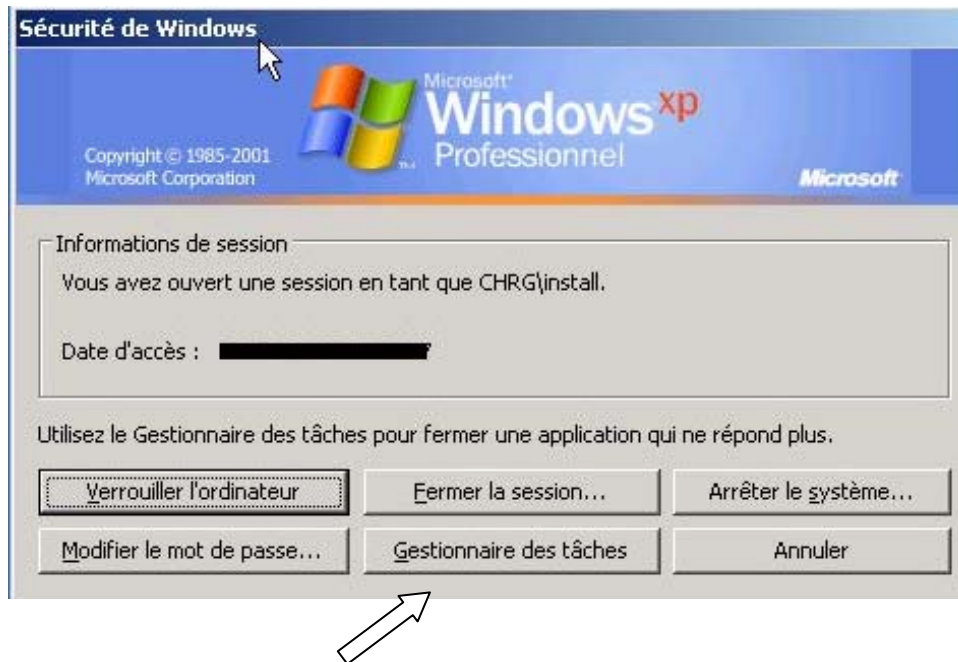 Sécurité de Windows
Microsoft®
Windows xp
Professionnel
Copyright © 1985-2001
Microsoft Corporation
Microsoft
Informations de session
Vous avez ouvert une session en tant que CHRG\install.
Date d'accès :
Utilisez le Gestionnaire des tâches pour fermer une application qui ne répond plus.
Verrouiller l'ordinateur
Fermer la session...
Arrêter le système...
Modifier le mot de passe...
Gestionnaire des tâches
Annuler